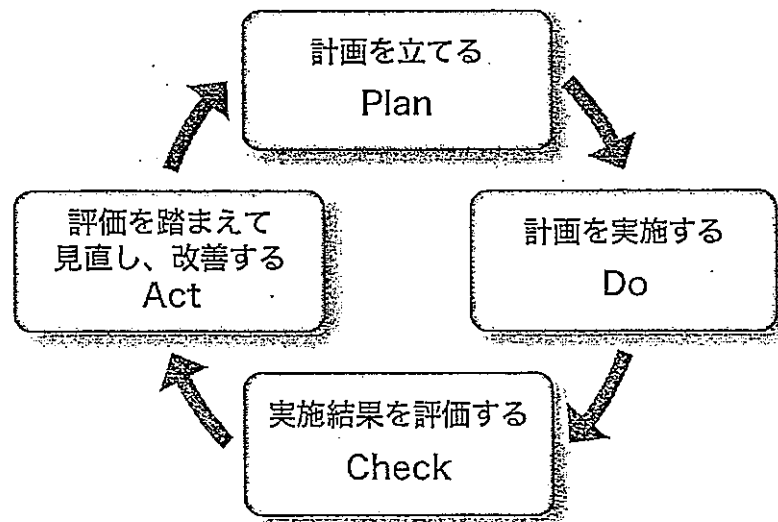 計画を立てる
Plan
計画を実施する
Do
実施結果を評価する
Check
評価を踏まえて
見直し、改善する
Act